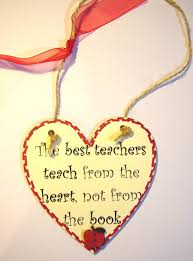 The best teachers
teach from the
heart, not from
the book